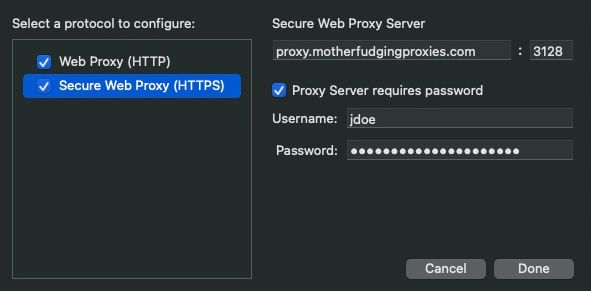 Select a protocol to configure:
Web Proxy (HTTP)
Secure Web Proxy (HTTPS)
Secure Web Proxy Server
proxy.motherfudgingproxies.com : 3128
Proxy Server requires password
Username: jdoe
Password: ●●●●●●●●●●●●●●●●●●●●●
Cancel Done